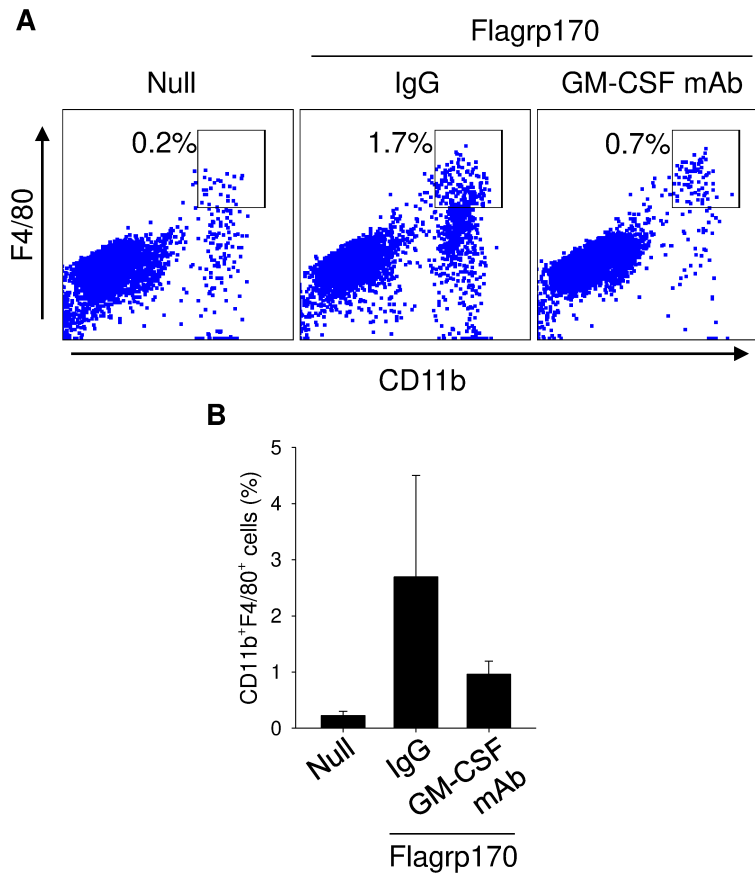 A
Flagrp170
Null IgG GM-CSF mAb
0.2% 1.7% 0.7%
F4/80
CD11b
B
CD11b⁺F4/80⁺ cells (%)
5
4
3
2
1
0
Null IgG GM-CSF
mAb
Flagrp170